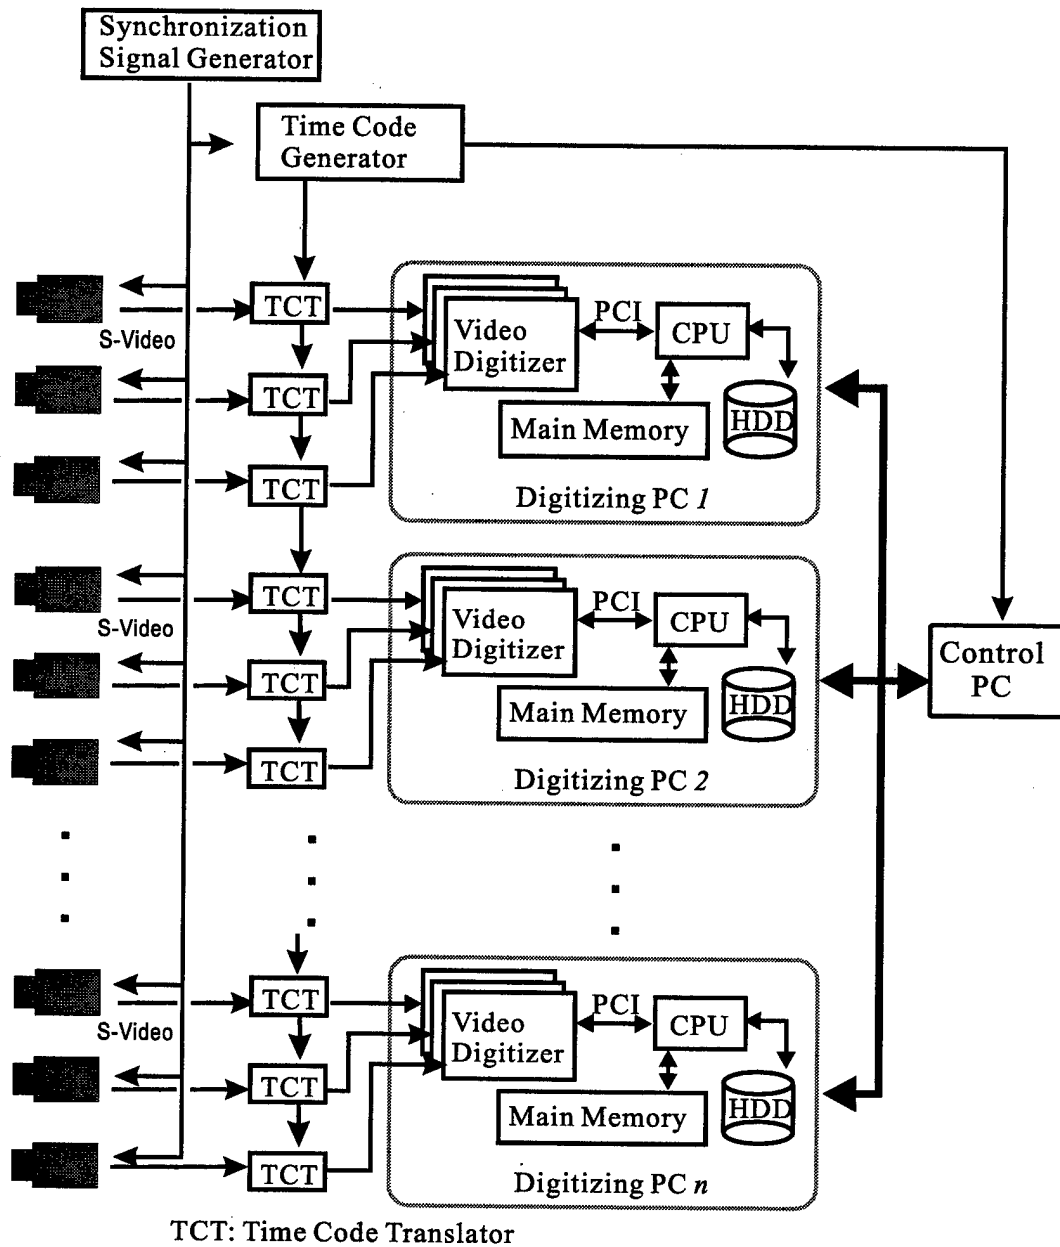 Synchronization
Signal Generator
Time Code
Generator
TCT
S-Video
TCT
TCT
Video
Digitizer
PCI
CPU
Main Memory
HDD
Digitizing PC 1
TCT
S-Video
TCT
TCT
Video
Digitizer
PCI
CPU
Main Memory
HDD
Digitizing PC 2
Control
PC
TCT
S-Video
TCT
TCT
Video
Digitizer
PCI
CPU
Main Memory
HDD
Digitizing PC n
TCT: Time Code Translator